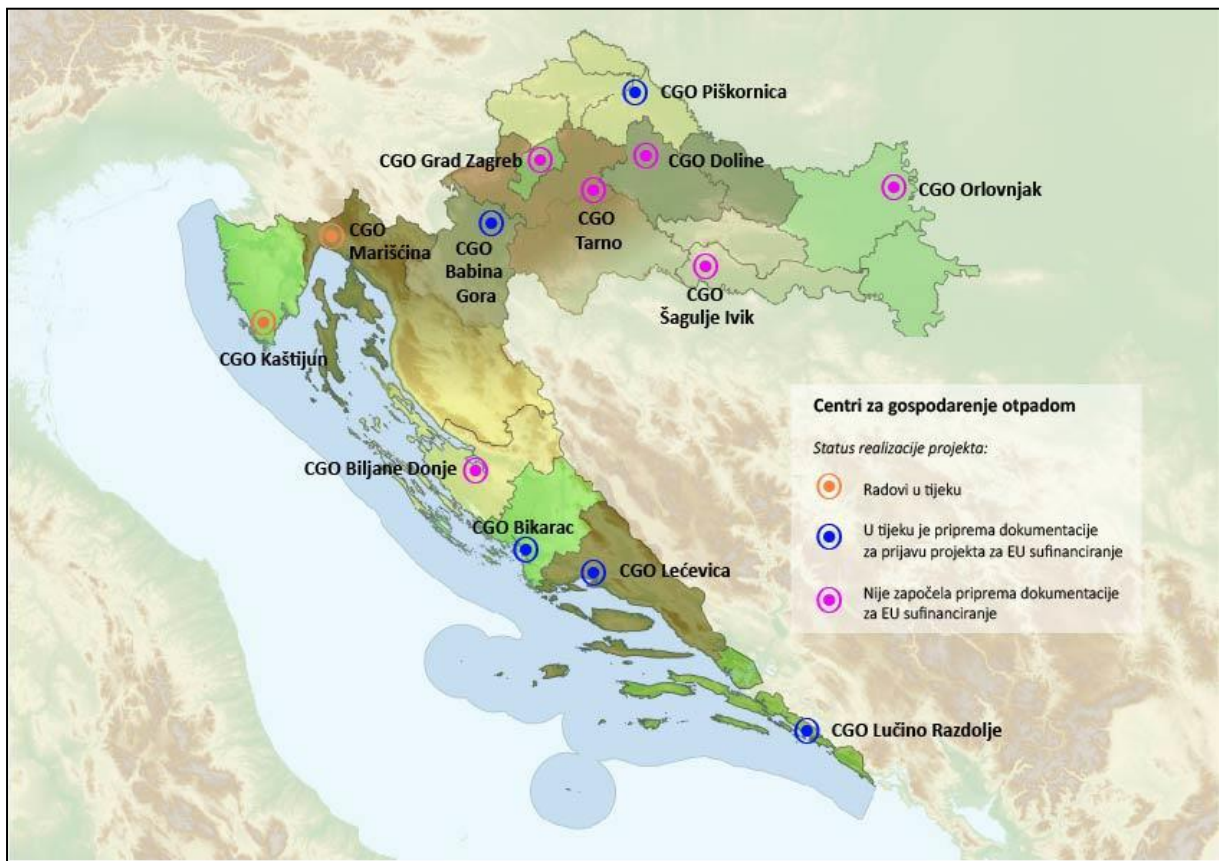 CGO Piškornica
CGO Grad Zagreb
CGO Doline
CGO Orlovnjak
CGO
Tarno
CGO
Marišćina
CGO
Babina
Gora
CGO
Šagulje Ivik
CGO Kaštijun
Centri za gospodarenje otpadom
Status realizacije projekta:
Radovi u tijeku
U tijeku je priprema dokumentacije
za prijavu projekta za EU sufinanciranje
Nije započela priprema dokumentacije
za EU sufinanciranje
CGO Biljane Donje
CGO Bikarac
CGO Lećevica
CGO Lučino Razdolje